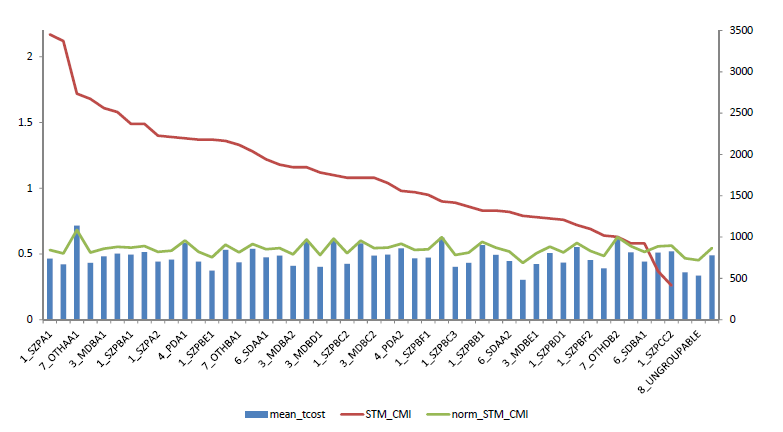 2
1.5
1
0.5
0
3500
3000
2500
2000
1500
1000
500
0
1_SZPA1
7_OTHAA1
3_MDBA1
1_SZPBA1
1_SZPA2
4_PDA1
1_SZPBE1
7_OTHBA1
6_SDAA1
3_MDBA2
3_MDBD1
1_SZPBC2
3_MDBC2
4_PDA2
1_SZPBF1
1_SZPBC3
1_SZPBB1
6_SDAA2
3_MDBE1
1_SZPBD1
1_SZPBF2
7_OTHDB2
6_SDBA1
1_SZPCC2
8_UNGROUPABLE
mean_tcost STM_CMI norm_STM_CMI